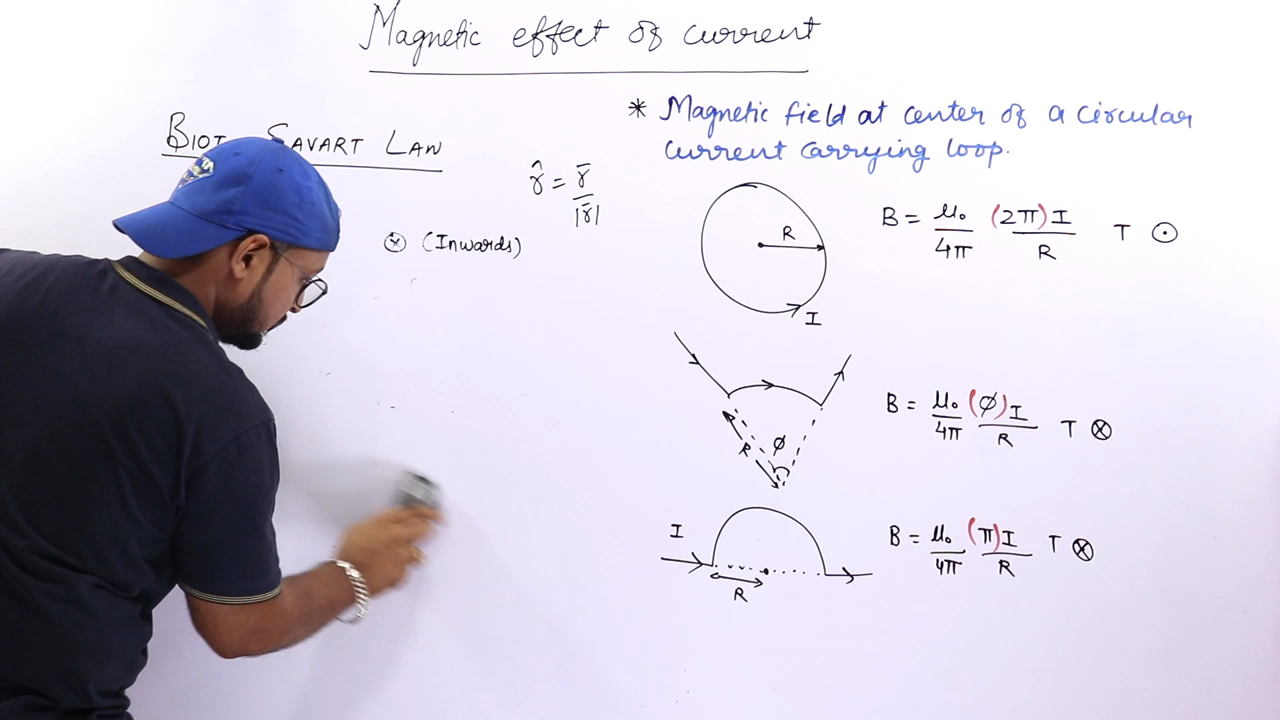 Magnetic effect of current
BIOT SAVART LAW
r̂ = r̄ / |r̄|
⊗ (Inwards)
* Magnetic field at center of a circular
current carrying loop.
R
I
B = μ₀/4π (2π)I/R T ⊙
R
φ
B = μ₀/4π (φ)I/R T ⊗
I
R
B = μ₀/4π (π)I/R T ⊗